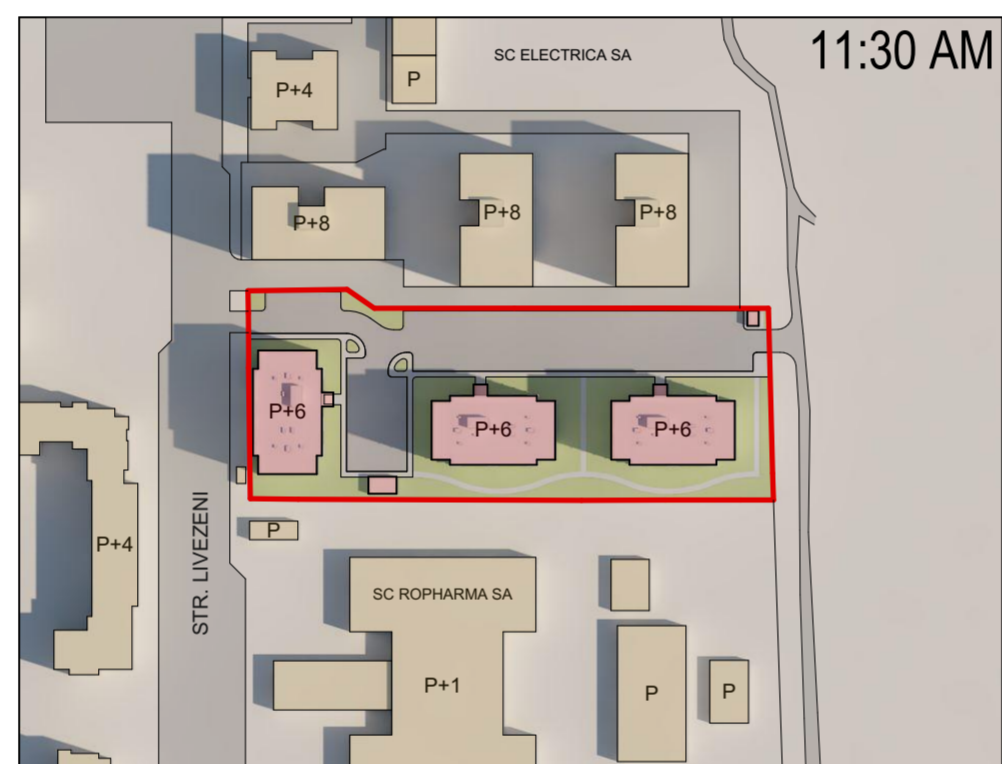 11:30 AM
SC ELECTRICA SA
P+4
P
P+8
P+8
P+8
P+6
P+6
P+6
STR. LIVEZENI
P+4
P
SC ROPHARMA SA
P+1
P
P